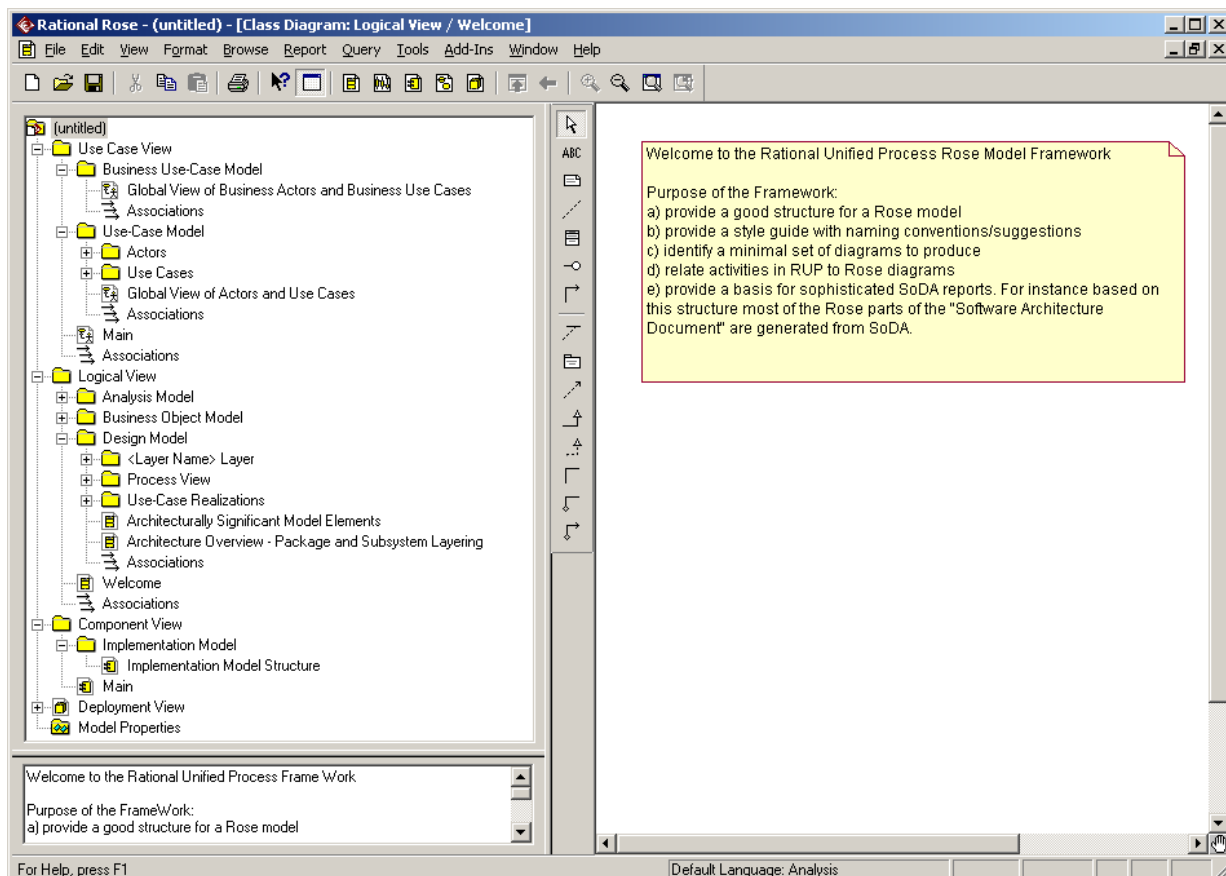 Rational Rose - (untitled) - [Class Diagram: Logical View / Welcome]
File Edit View Format Browse Report Query Tools Add-Ins Window Help
(untitled)
Use Case View
Business Use-Case Model
Global View of Business Actors and Business Use Cases
Associations
Use-Case Model
Actors
Use Cases
Global View of Actors and Use Cases
Associations
Main
Associations
Logical View
Analysis Model
Business Object Model
Design Model
<Layer Name> Layer
Process View
Use-Case Realizations
Architecturally Significant Model Elements
Architecture Overview - Package and Subsystem Layering
Associations
Welcome
Associations
Component View
Implementation Model
Implementation Model Structure
Main
Deployment View
Model Properties
Welcome to the Rational Unified Process Frame Work
Purpose of the FrameWork:
a) provide a good structure for a Rose model
ABC
Welcome to the Rational Unified Process Rose Model Framework
Purpose of the Framework:
a) provide a good structure for a Rose model
b) provide a style guide with naming conventions/suggestions
c) identify a minimal set of diagrams to produce
d) relate activities in RUP to Rose diagrams
e) provide a basis for sophisticated SoDA reports. For instance based on
this structure most of the Rose parts of the "Software Architecture
Document" are generated from SoDA.
For Help, press F1
Default Language: Analysis